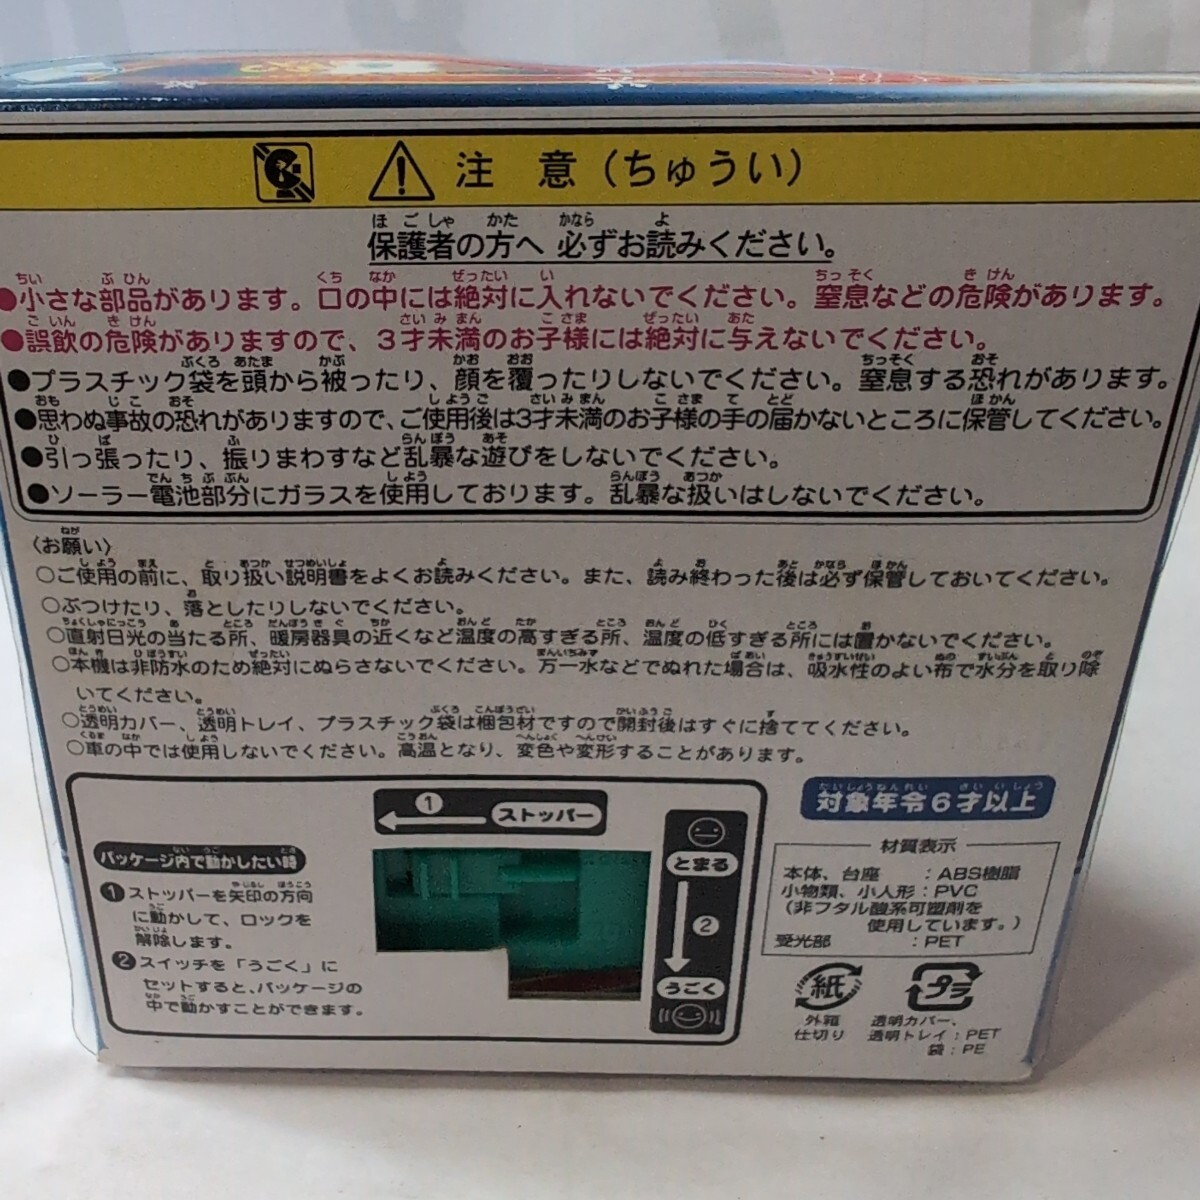 注 意（ちゅうい）
保護者の方へ 必ずお読みください。
●小さな部品があります。口の中には絶対に入れないでください。窒息などの危険があります。
●誤飲の危険がありますので、3才未満のお子様には絶対に与えないでください。
●プラスチック袋を頭から被ったり、顔を覆ったりしないでください。窒息する恐れがあります。
●思わぬ事故の恐れがありますので、ご使用後は3才未満のお子様の手の届かないところに保管してください。
●引っ張ったり、振りまわすなど乱暴な遊びをしないでください。
●ソーラー電池部分にガラスを使用しております。乱暴な扱いはしないでください。
〈お願い〉
○ご使用の前に、取り扱い説明書をよくお読みください。また、読み終わった後は必ず保管しておいてください。
○ぶつけたり、落としたりしないでください。
○直射日光の当たる所、暖房器具の近くなど温度の高すぎる所、温度の低すぎる所には置かないでください。
○本機は非防水のため絶対にぬらさないでください。万一水などでぬれた場合は、吸水性のよい布で水分を取り除
いてください。
○透明カバー、透明トレイ、プラスチック袋は梱包材ですので開封後はすぐに捨ててください。
○車の中では使用しないでください。高温となり、変色や変形することがあります。
パッケージ内で動かしたい時
①ストッパーを矢印の方向
に動かして、ロックを
解除します。
②スイッチを「うごく」に
セットすると、パッケージの
中で動かすことができます。
① ストッパー
とまる
②
うごく
対象年令6才以上
材質表示
本体、台座 ：ABS樹脂
小物類、小人形：PVC
（非フタル酸系可塑剤を
使用しています。）
受光部 ：PET
紙
外箱
仕切り
プラ
透明カバー、
透明トレイ：PET
袋：PE